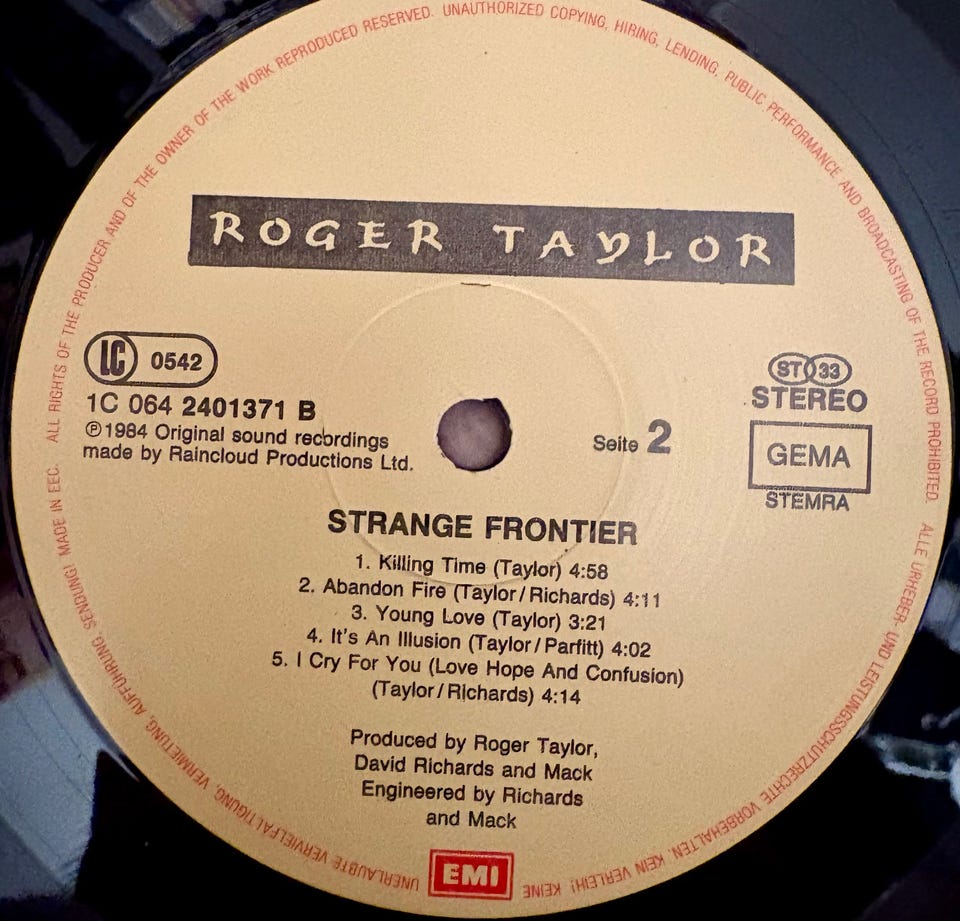 ALL RIGHTS OF THE PRODUCER AND OF THE OWNER OF THE WORK REPRODUCED RESERVED. UNAUTHORIZED COPYING, HIRING, LENDING, PUBLIC PERFORMANCE AND BROADCASTING OF THE RECORD PROHIBITED.
ROGER TAYLOR
LC 0542
1C 064 2401371 B
℗1984 Original sound recordings
made by Raincloud Productions Ltd.
Seite 2
ST 33
STEREO
GEMA
STEMRA
STRANGE FRONTIER
1. Killing Time (Taylor) 4:58
2. Abandon Fire (Taylor/Richards) 4:11
3. Young Love (Taylor) 3:21
4. It's An Illusion (Taylor/Parfitt) 4:02
5. I Cry For You (Love Hope And Confusion)
(Taylor/Richards) 4:14
Produced by Roger Taylor,
David Richards and Mack
Engineered by Richards
and Mack
EMI
ALLE URHEBER- UND LEISTUNGSSCHUTZRECHTE VORBEHALTEN. KEIN VERLEIH! KEINE
UNERLAUBTE VERVIELFÄLTIGUNG, VERMIETUNG, AUFFÜHRUNG, SENDUNG! MADE IN EEC.